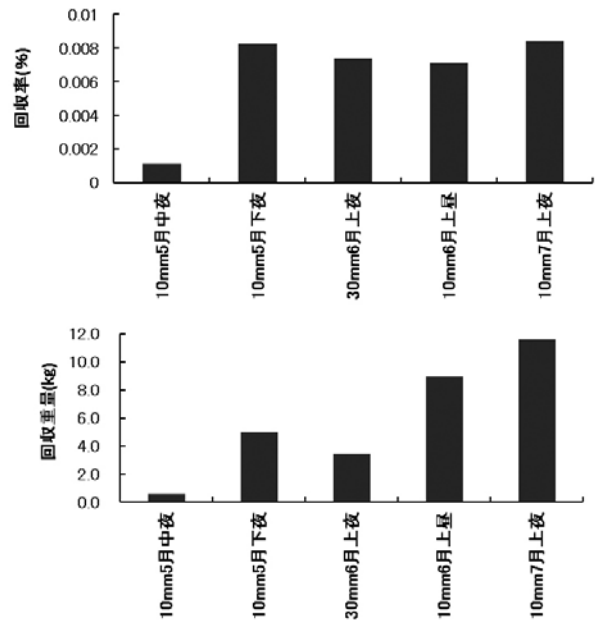 回収率(%)
0.01
0.008
0.006
0.004
0.002
0
10mm5月中夜
10mm5月下夜
30mm6月上夜
10mm6月上昼
10mm7月上夜
回収重量(kg)
12.0
10.0
8.0
6.0
4.0
2.0
0.0
10mm5月中夜
10mm5月下夜
30mm6月上夜
10mm6月上昼
10mm7月上夜